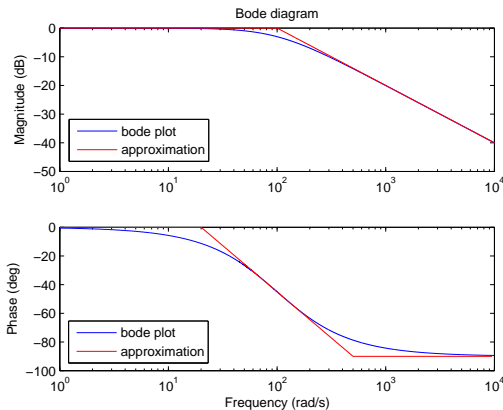 Bode diagram
Magnitude (dB)
0
−10
−20
−30
−40
−50
bode plot
approximation
10^0
10^1
10^2
10^3
10^4
Phase (deg)
0
−20
−40
−60
−80
−100
bode plot
approximation
10^0
10^1
10^2
10^3
10^4
Frequency (rad/s)